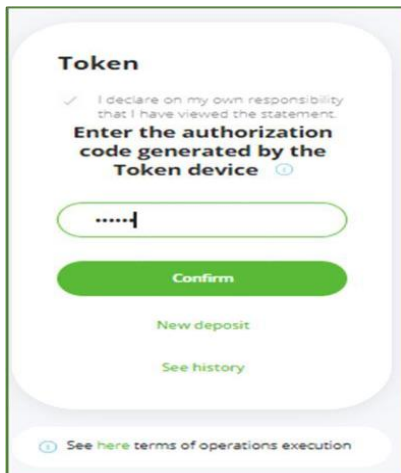 Token
I declare on my own responsibility
that I have viewed the statement.
Enter the authorization
code generated by the
Token device
Confirm
New deposit
See history
See here terms of operations execution